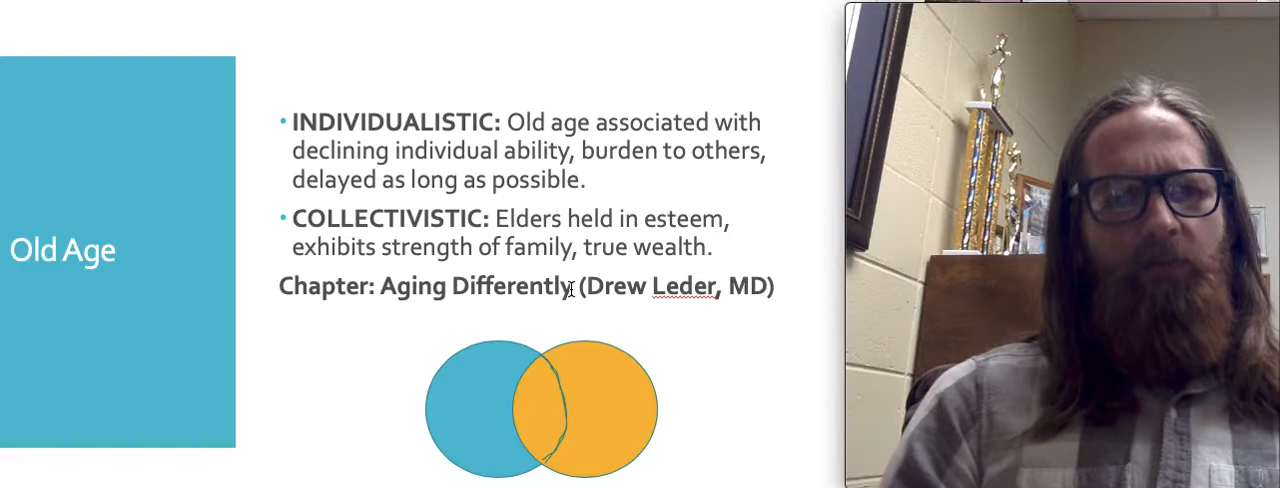 Old Age
• INDIVIDUALISTIC: Old age associated with
declining individual ability, burden to others,
delayed as long as possible.
• COLLECTIVISTIC: Elders held in esteem,
exhibits strength of family, true wealth.
Chapter: Aging Differently (Drew Leder, MD)